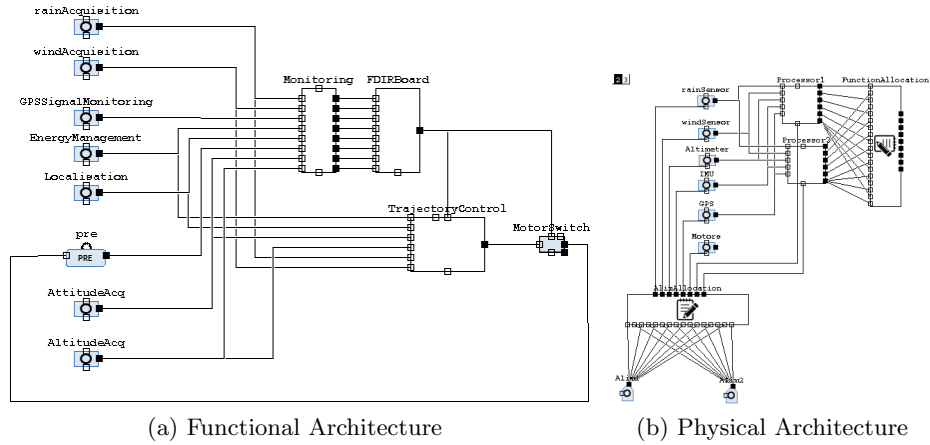 rainAcquisition
windAcquisition
GPSSignalMonitoring
EnergyManagement
Localisation
pre
PRE
AttitudeAcq
AltitudeAcq
Monitoring
FDIRBoard
TrajectoryControl
MotorSwitch
(a) Functional Architecture
rainSensor
windSensor
Altimeter
IMU
GPS
Motors
Processor1
Processor2
FunctionAllocation
AlimAllocation
Alim1
Alim2
(b) Physical Architecture